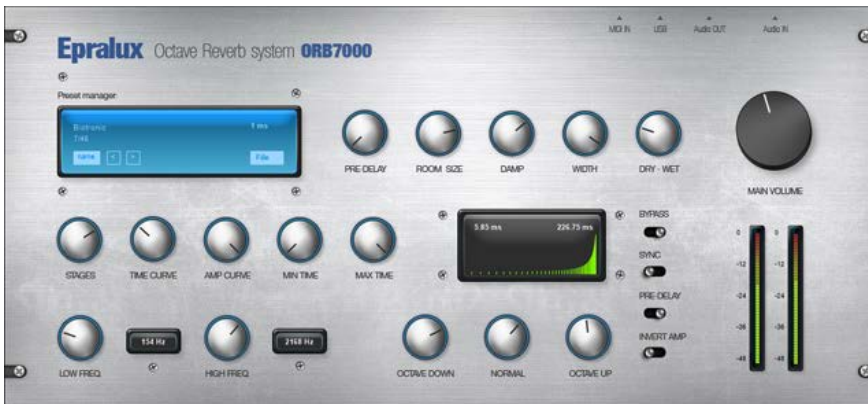 MIDI IN USB Audio OUT Audio IN
Epralux Octave Reverb system ORB7000
Preset manager
Biotronic 1 ms
7/46
name < > File
PRE-DELAY ROOM SIZE DAMP WIDTH DRY - WET
MAIN VOLUME
5.85 ms 226.75 ms
BYPASS
SYNC
PRE-DELAY
INVERT AMP
0 0
-12 -12
-24 -24
-36 -36
-48 -48
STAGES TIME CURVE AMP CURVE MIN TIME MAX TIME
154 Hz 2168 Hz
LOW FREQ. HIGH FREQ. OCTAVE DOWN NORMAL OCTAVE UP